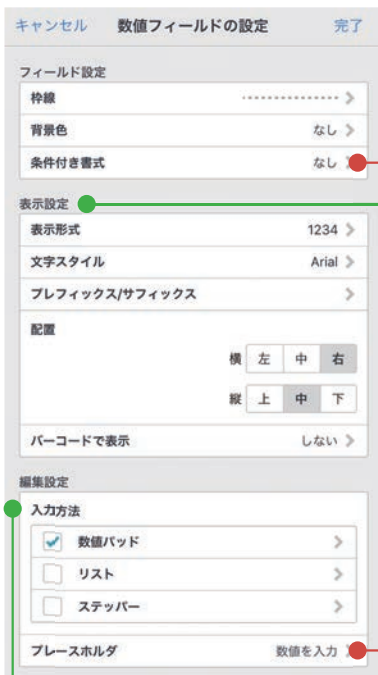 キャンセル 数値フィールドの設定 完了
フィールド設定
枠線
背景色 なし
条件付き書式 なし
表示設定
表示形式 1234
文字スタイル Arial
プレフィックス/サフィックス
配置
横 左 中 右
縦 上 中 下
バーコードで表示 しない
編集設定
入力方法
数値パッド
リスト
ステッパー
プレースホルダ 数値を入力